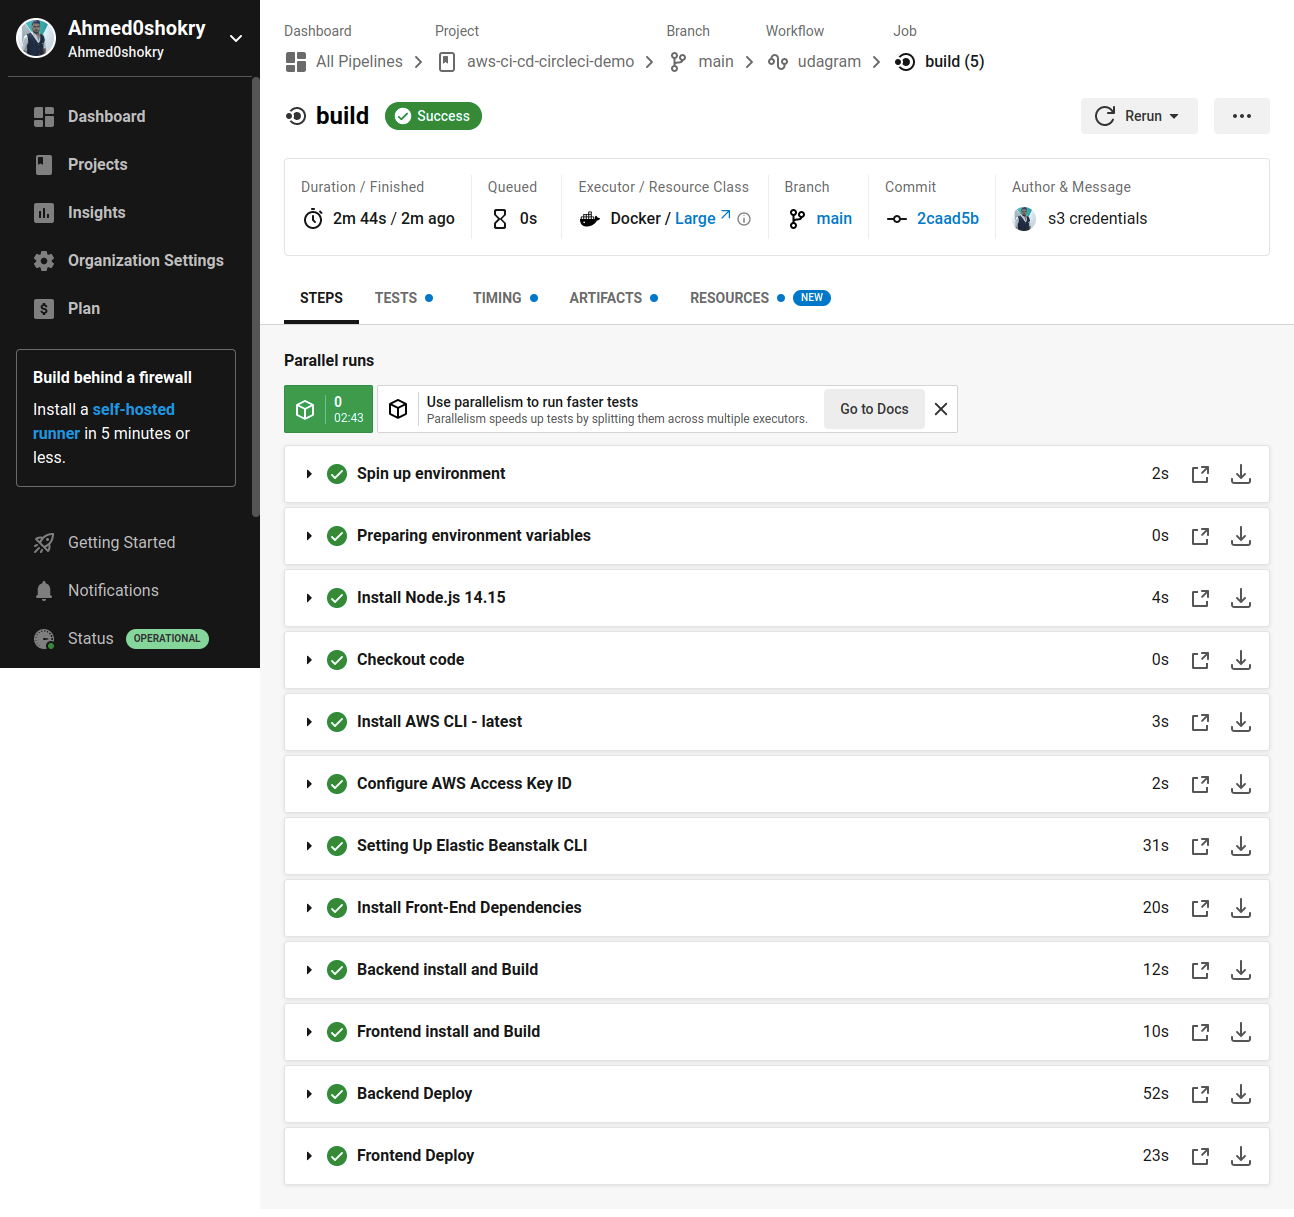 Ahmed0shokry
Ahmed0shokry
Dashboard
Projects
Insights
Organization Settings
Plan
Build behind a firewall
Install a self-hosted
runner in 5 minutes or
less.
Getting Started
Notifications
Status OPERATIONAL
Dashboard Project Branch Workflow Job
All Pipelines aws-ci-cd-circleci-demo main udagram build (5)
build Success Rerun ...
Duration / Finished Queued Executor / Resource Class Branch Commit Author & Message
2m 44s / 2m ago 0s Docker / Large main 2caad5b s3 credentials
STEPS TESTS TIMING ARTIFACTS RESOURCES NEW
Parallel runs
0
02:43
Use parallelism to run faster tests
Parallelism speeds up tests by splitting them across multiple executors.
Go to Docs
Spin up environment 2s
Preparing environment variables 0s
Install Node.js 14.15 4s
Checkout code 0s
Install AWS CLI - latest 3s
Configure AWS Access Key ID 2s
Setting Up Elastic Beanstalk CLI 31s
Install Front-End Dependencies 20s
Backend install and Build 12s
Frontend install and Build 10s
Backend Deploy 52s
Frontend Deploy 23s